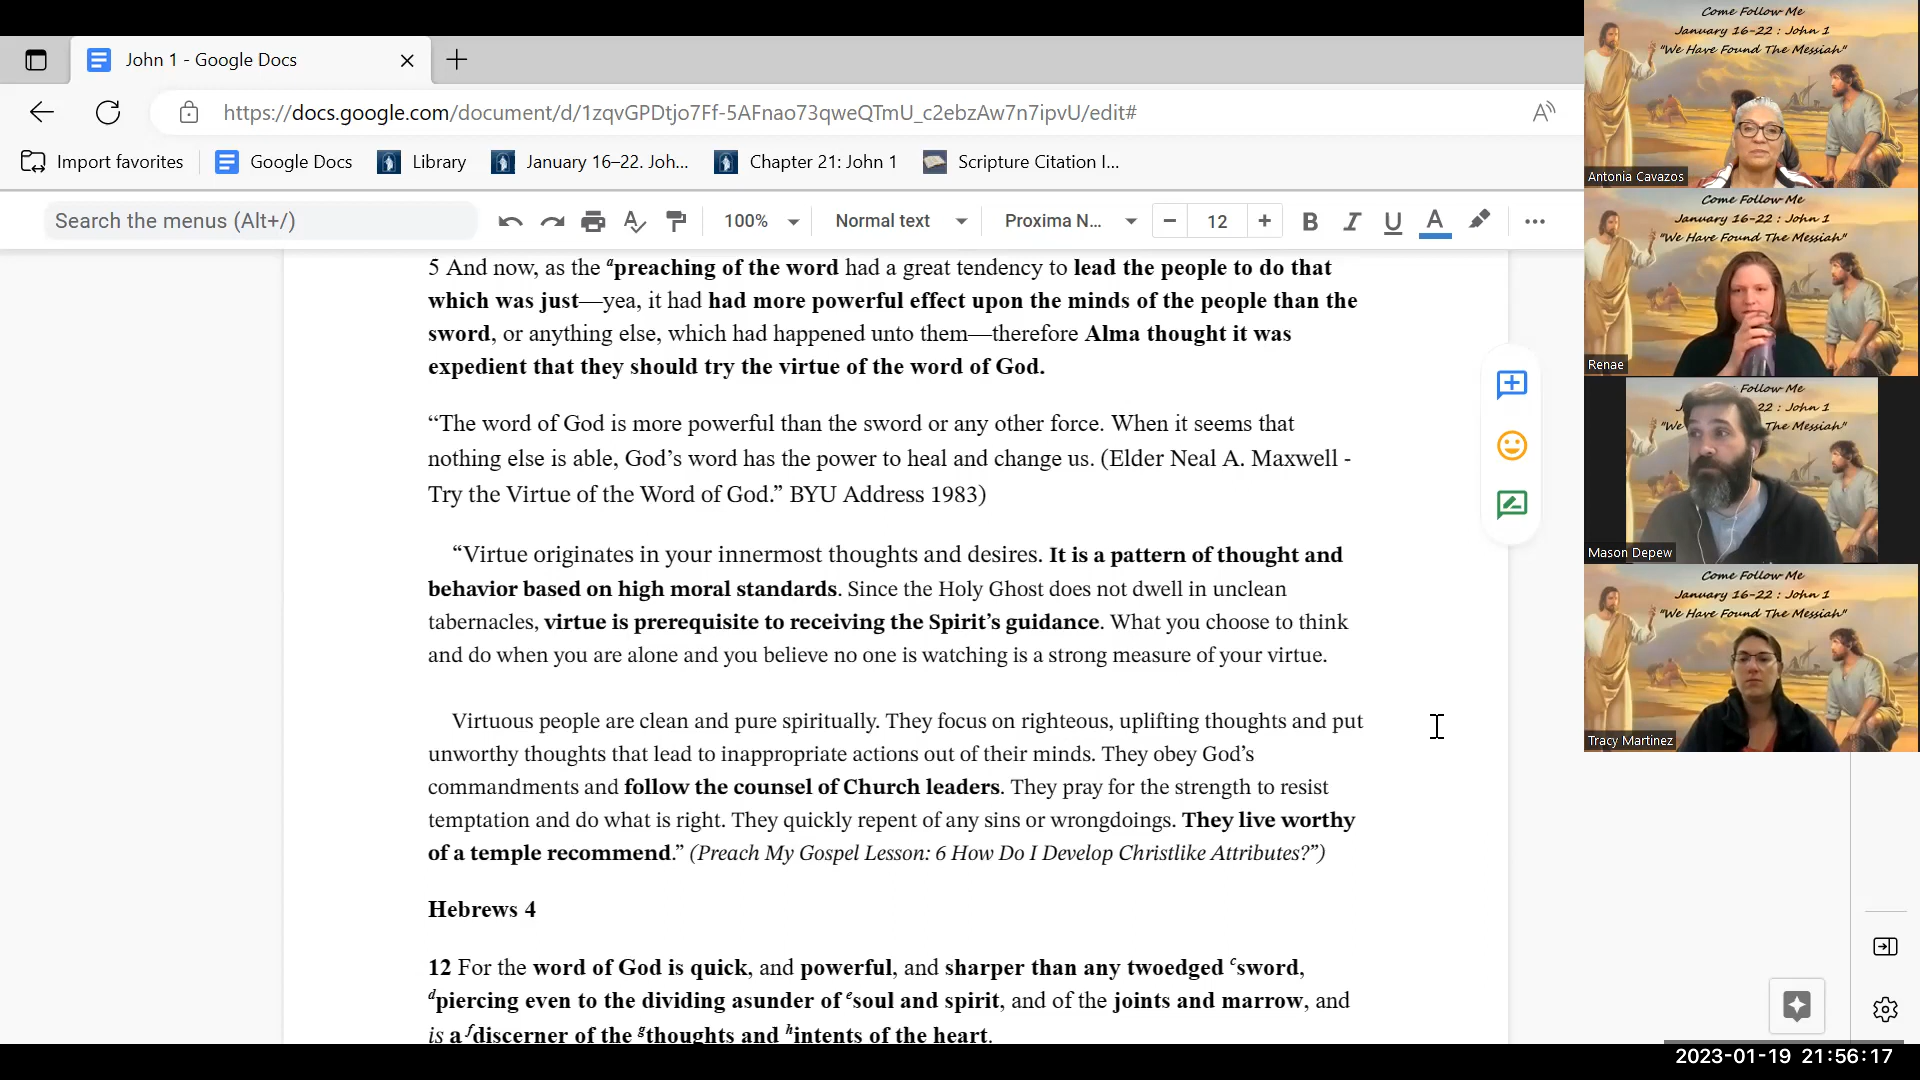 John 1 - Google Docs
https://docs.google.com/document/d/1zqvGPDtjo7Ff-5AFnao73qweQTmU_c2ebzAw7n7ipvU/edit#
Import favorites
Google Docs
Library
January 16–22. Joh...
Chapter 21: John 1
Scripture Citation I...
Search the menus (Alt+/)
100%
Normal text
Proxima N...
12
5 And now, as the a preaching of the word had a great tendency to lead the people to do that
which was just—yea, it had had more powerful effect upon the minds of the people than the
sword, or anything else, which had happened unto them—therefore Alma thought it was
expedient that they should try the virtue of the word of God.
“The word of God is more powerful than the sword or any other force. When it seems that
nothing else is able, God’s word has the power to heal and change us. (Elder Neal A. Maxwell -
Try the Virtue of the Word of God.” BYU Address 1983)
“Virtue originates in your innermost thoughts and desires. It is a pattern of thought and
behavior based on high moral standards. Since the Holy Ghost does not dwell in unclean
tabernacles, virtue is prerequisite to receiving the Spirit’s guidance. What you choose to think
and do when you are alone and you believe no one is watching is a strong measure of your virtue.
Virtuous people are clean and pure spiritually. They focus on righteous, uplifting thoughts and put
unworthy thoughts that lead to inappropriate actions out of their minds. They obey God’s
commandments and follow the counsel of Church leaders. They pray for the strength to resist
temptation and do what is right. They quickly repent of any sins or wrongdoings. They live worthy
of a temple recommend.” (Preach My Gospel Lesson: 6 How Do I Develop Christlike Attributes?”)
Hebrews 4
12 For the word of God is quick, and powerful, and sharper than any twoedged c sword,
d piercing even to the dividing asunder of e soul and spirit, and of the joints and marrow, and
is a f discerner of the g thoughts and h intents of the heart.
Come Follow Me
January 16-22 : John 1
"We Have Found The Messiah"
Antonia Cavazos
Come Follow Me
January 16-22 : John 1
"We Have Found The Messiah"
Renae
Follow Me
22 : John 1
"We The Messiah"
Mason Depew
Come Follow Me
January 16-22 : John 1
"We Have Found The Messiah"
Tracy Martinez
2023-01-19 21:56:17